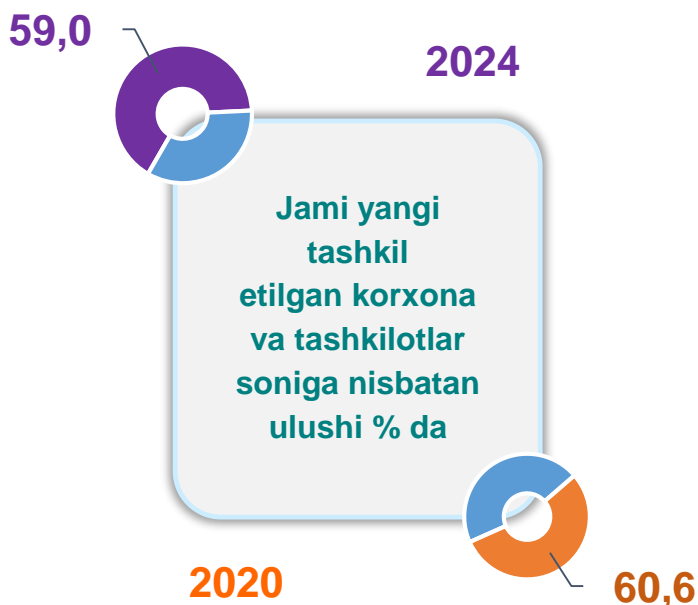 59,0
2024
Jami yangi
tashkil
etilgan korxona
va tashkilotlar
soniga nisbatan
ulushi % da
2020
60,6